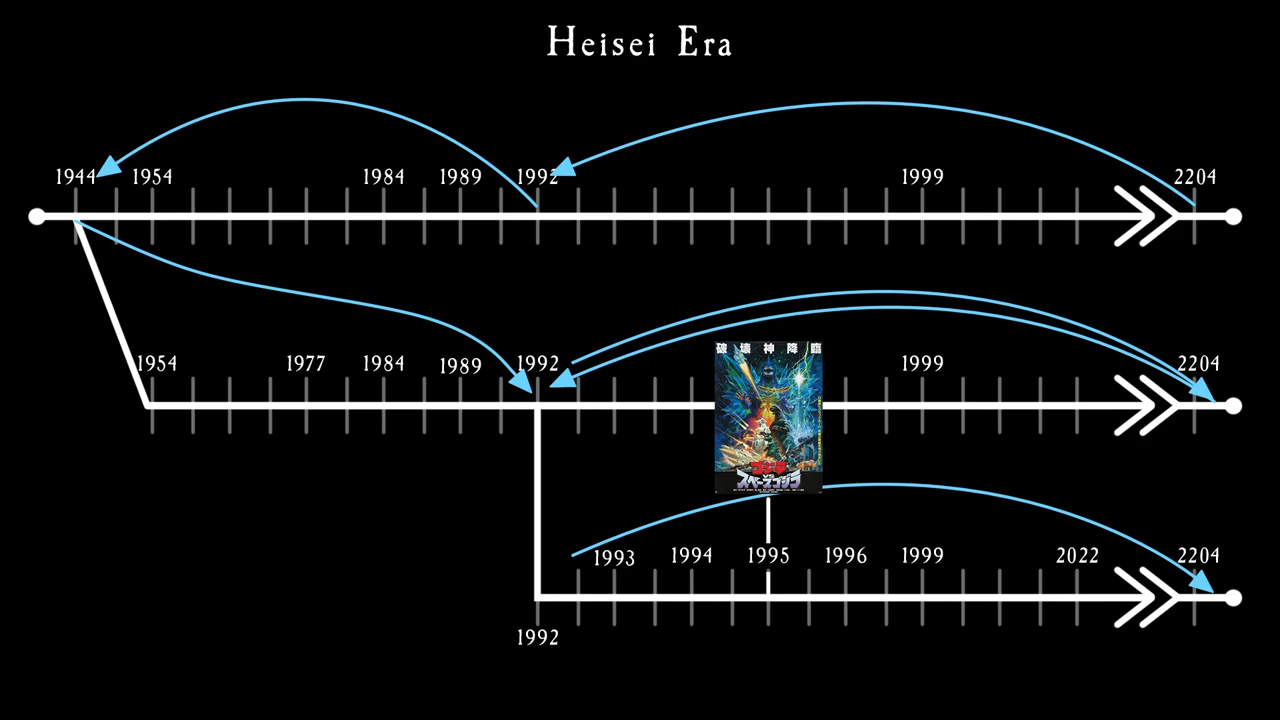 Heisei Era
1944 1954 1984 1989 1992 1999 2204
1954 1977 1984 1989 1992 1999 2204
破壊神降臨
ゴジラ
VS
スペースゴジラ
1993 1994 1995 1996 1999 2022 2204
1992